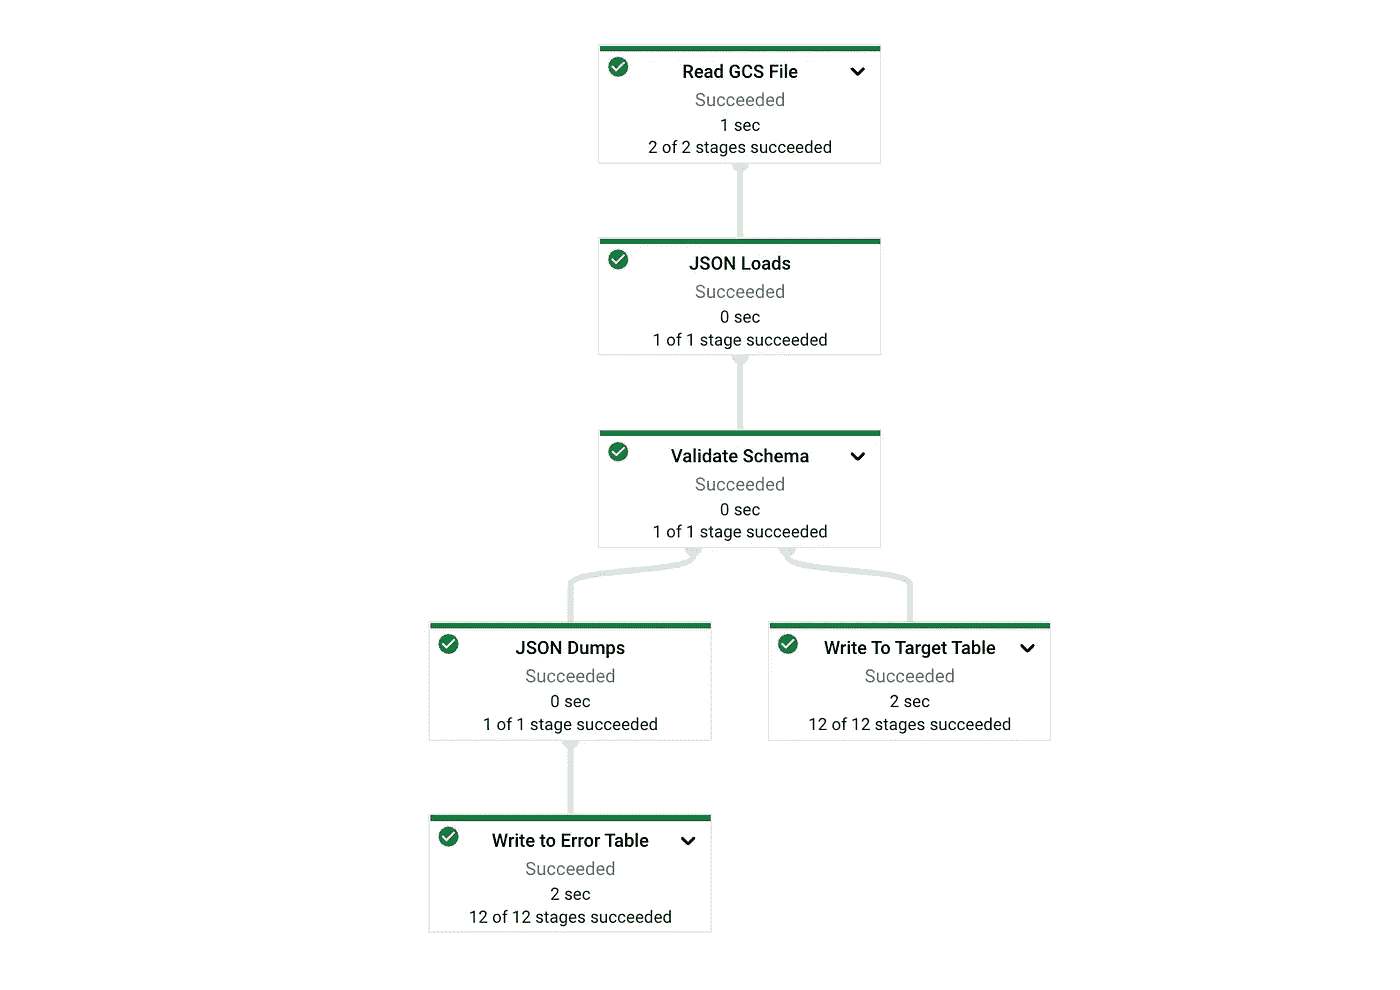 Read GCS File
Succeeded
1 sec
2 of 2 stages succeeded
JSON Loads
Succeeded
0 sec
1 of 1 stage succeeded
Validate Schema
Succeeded
0 sec
1 of 1 stage succeeded
JSON Dumps
Succeeded
0 sec
1 of 1 stage succeeded
Write To Target Table
Succeeded
2 sec
12 of 12 stages succeeded
Write to Error Table
Succeeded
2 sec
12 of 12 stages succeeded